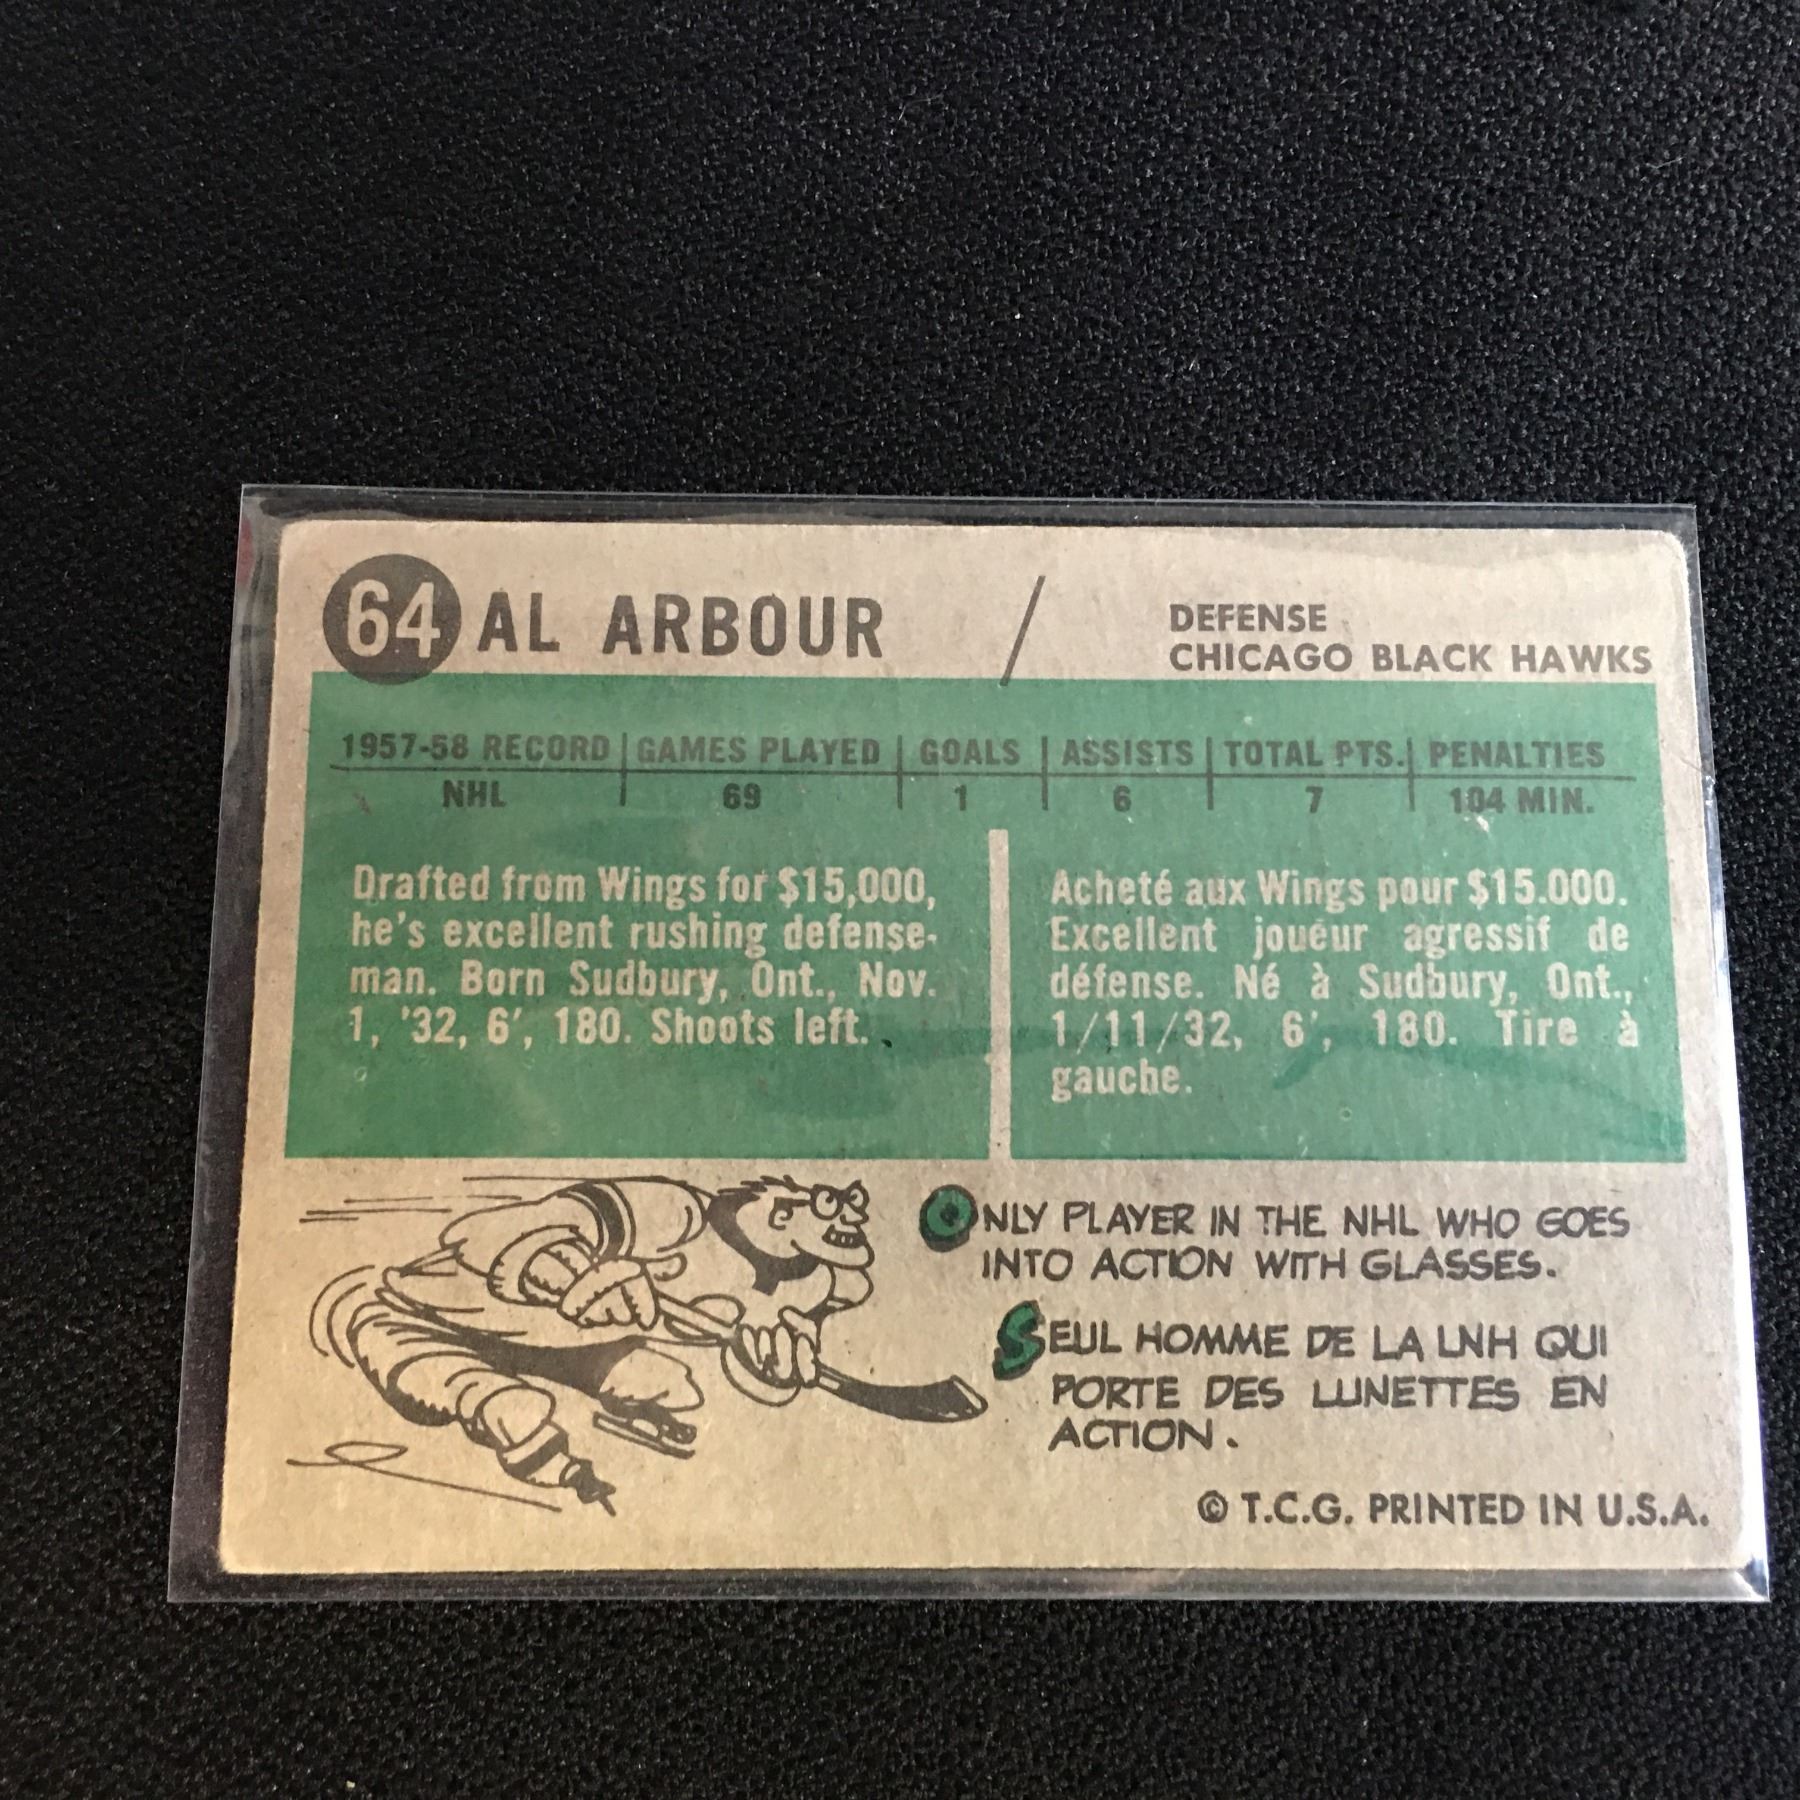 64 AL ARBOUR / DEFENSE
CHICAGO BLACK HAWKS
1957-58 RECORD | GAMES PLAYED | GOALS | ASSISTS | TOTAL PTS. | PENALTIES
NHL | 69 | 1 | 6 | 7 | 104 MIN.
Drafted from Wings for $15,000,
he's excellent rushing defense-
man. Born Sudbury, Ont., Nov.
1, '32, 6', 180. Shoots left.
Acheté aux Wings pour $15.000.
Excellent joueur agressif de
défense. Né à Sudbury, Ont.,
1/11/32, 6', 180. Tire à
gauche.
ONLY PLAYER IN THE NHL WHO GOES
INTO ACTION WITH GLASSES.
SEUL HOMME DE LA LNH QUI
PORTE DES LUNETTES EN
ACTION.
© T.C.G. PRINTED IN U.S.A.